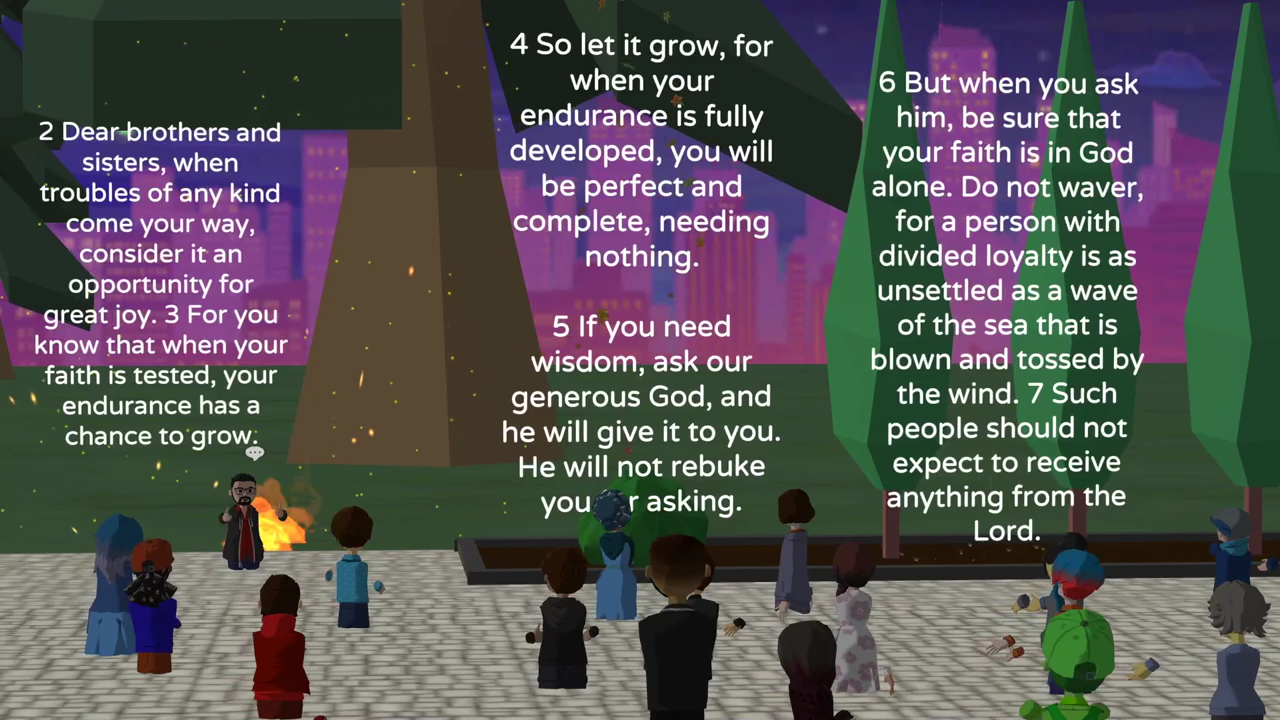 2 Dear brothers and
sisters, when
troubles of any kind
come your way,
consider it an
opportunity for
great joy. 3 For you
know that when your
faith is tested, your
endurance has a
chance to grow.
4 So let it grow, for
when your
endurance is fully
developed, you will
be perfect and
complete, needing
nothing.
5 If you need
wisdom, ask our
generous God, and
he will give it to you.
He will not rebuke
you r asking.
6 But when you ask
him, be sure that
your faith is in God
alone. Do not waver,
for a person with
divided loyalty is as
unsettled as a wave
of the sea that is
blown and tossed by
the wind. 7 Such
people should not
expect to receive
anything from the
Lord.